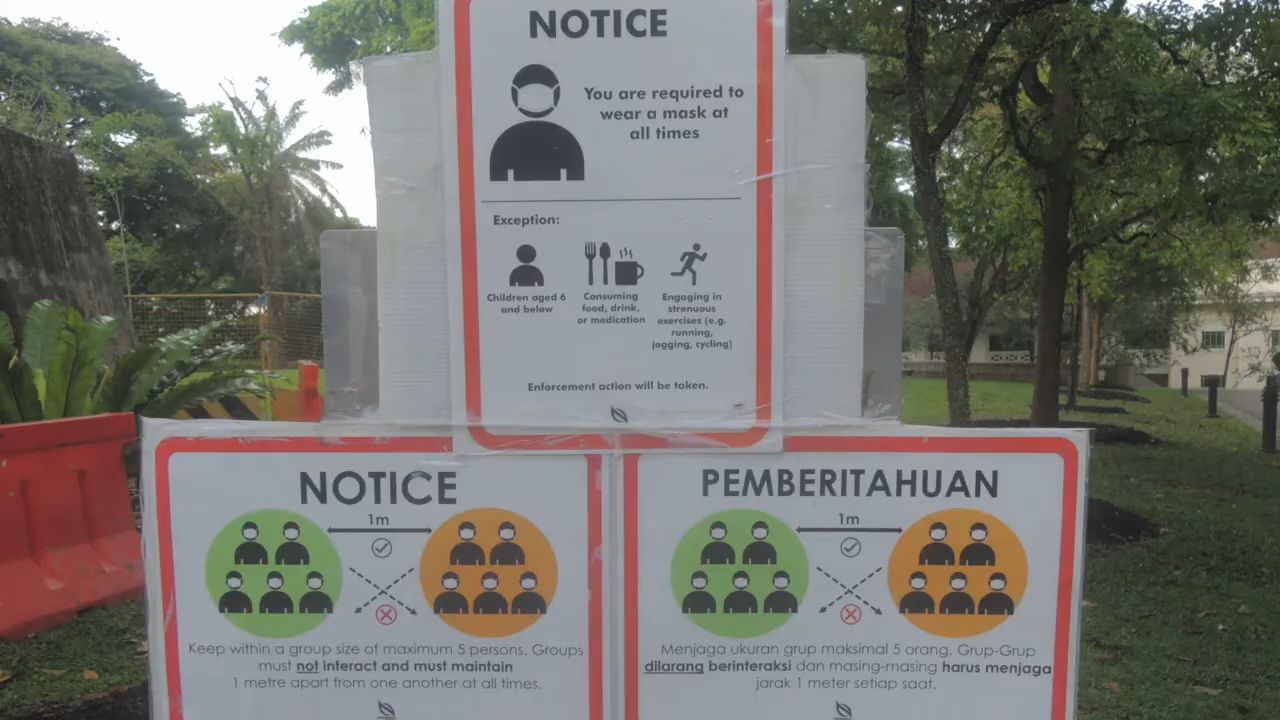 NOTICE
You are required to
wear a mask at
all times
Exception:
Children aged 6
and below
Consuming
food, drink,
or medication
Engaging in
strenuous
exercises (e.g.
running,
jogging, cycling)
Enforcement action will be taken.
NOTICE
1m
Keep within a group size of maximum 5 persons. Groups
must not interact and must maintain
1 metre apart from one another at all times.
PEMBERITAHUAN
1m
Menjaga ukuran grup maksimal 5 orang. Grup-Grup
dilarang berinteraksi dan masing-masing harus menjaga
jarak 1 meter setiap saat.